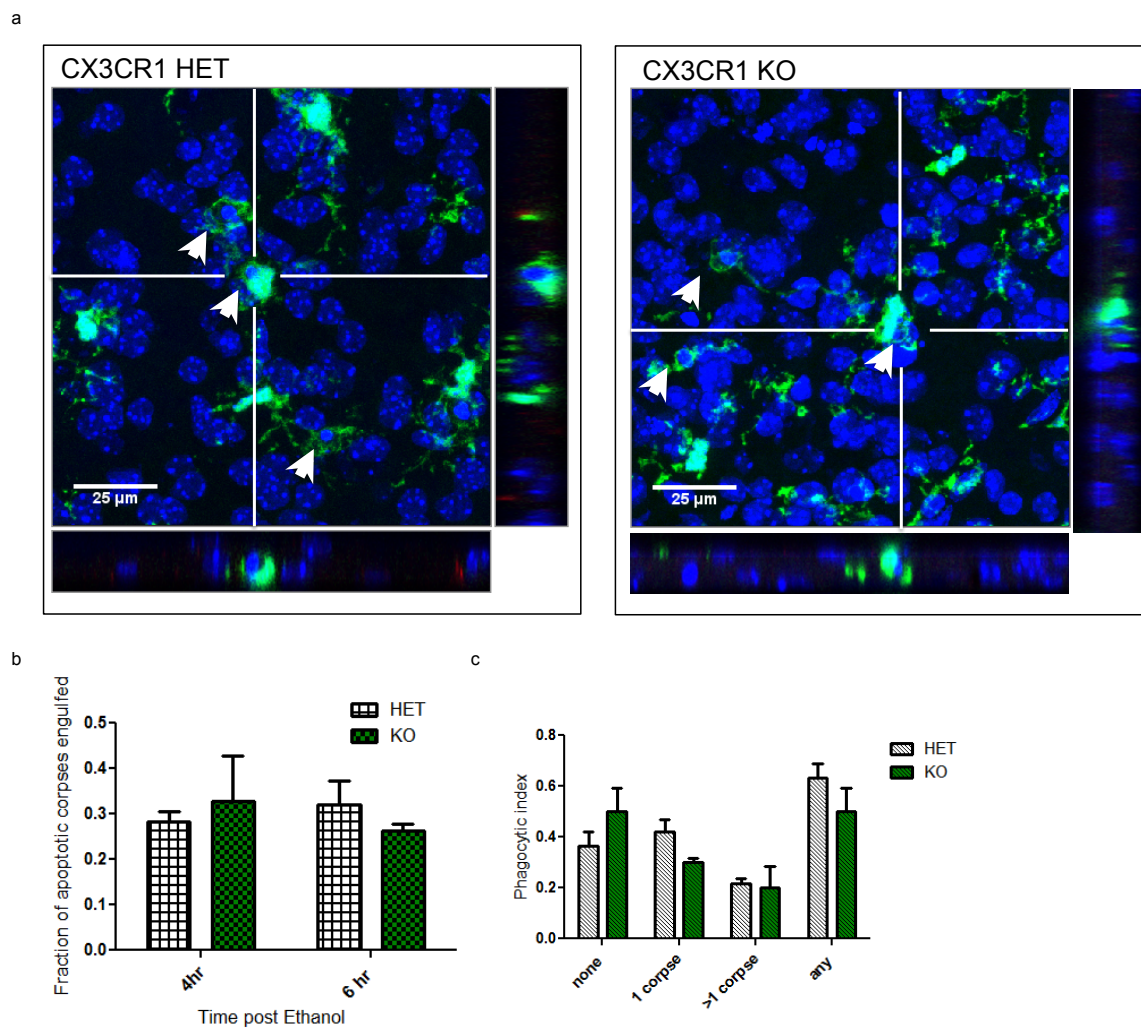 a
CX3CR1 HET
CX3CR1 KO
25 µm
25 µm
b
c
Fraction of apoptotic corpses engulfed
0.5
0.4
0.3
0.2
0.1
0.0
HET
KO
4hr
6 hr
Time post Ethanol
Phagocytic index
0.8
0.6
0.4
0.2
0.0
HET
KO
none
1 corpse
>1 corpse
any